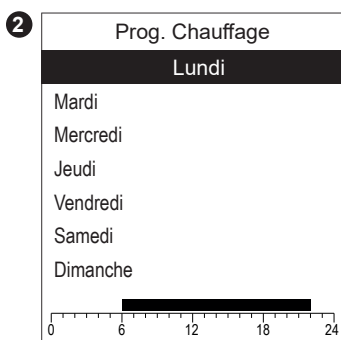 2
Prog. Chauffage
Lundi
Mardi
Mercredi
Jeudi
Vendredi
Samedi
Dimanche
0 6 12 18 24